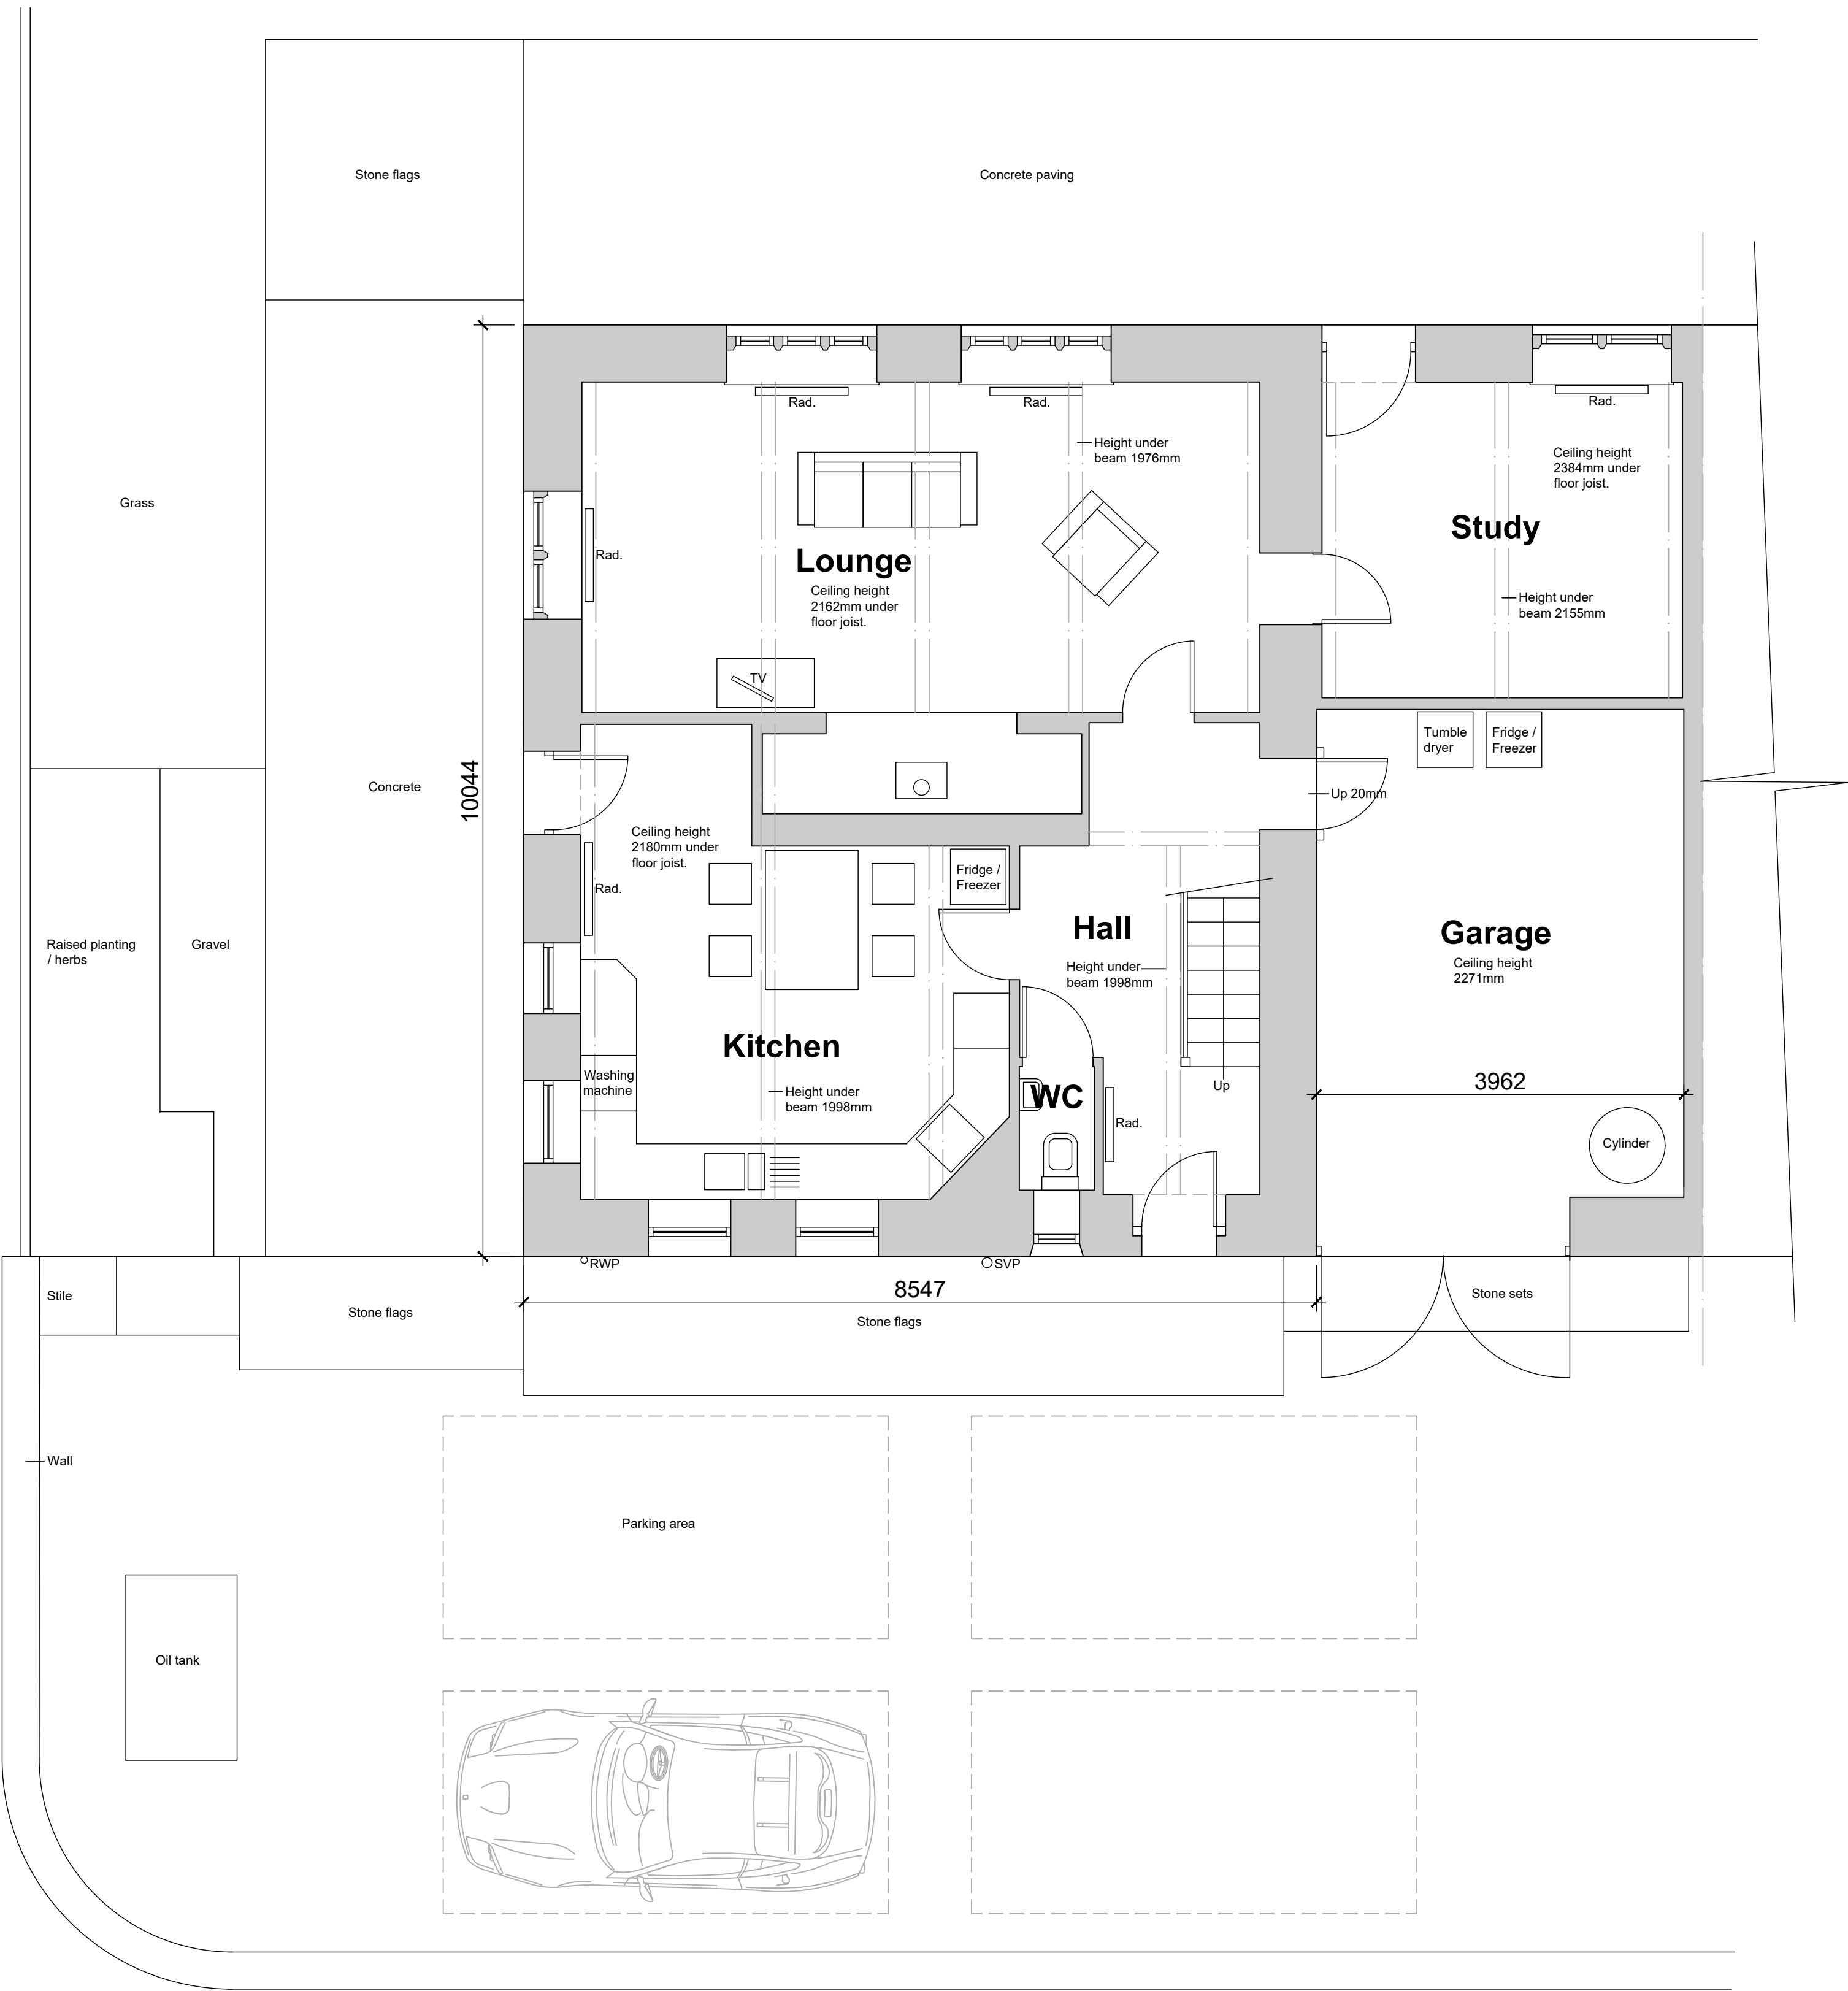 Stone flags
Concrete paving
Rad.
Rad.
Rad.
Height under
beam 1976mm
Ceiling height
2384mm under
floor joist.
Grass
Study
Rad.
Lounge
Ceiling height
2162mm under
floor joist.
Height under
beam 2155mm
TV
Tumble
dryer
Fridge /
Freezer
10044
Concrete
Up 20mm
Ceiling height
2180mm under
floor joist.
Fridge /
Freezer
Rad.
Hall
Garage
Raised planting
/ herbs
Gravel
Height under
beam 1998mm
Ceiling height
2271mm
Kitchen
Washing
machine
Height under
beam 1998mm
WC
Up
3962
Rad.
Cylinder
RWP
SVP
8547
Stile
Stone flags
Stone flags
Stone sets
Wall
Parking area
Oil tank